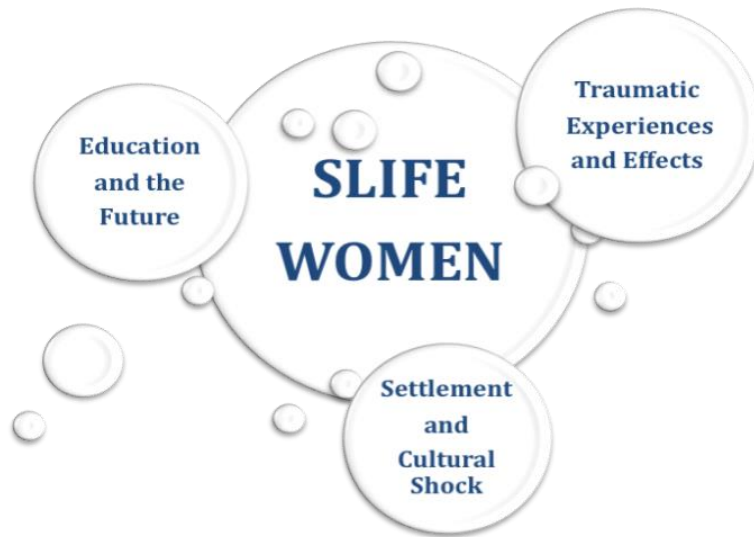 SLIFE
WOMEN
Education
and the
Future
Traumatic
Experiences
and Effects
Settlement
and
Cultural
Shock